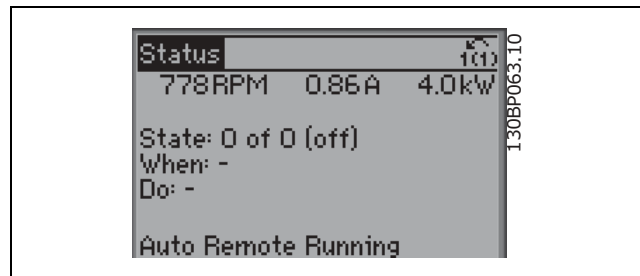 Status 1(1)
778RPM 0.86A 4.0kW
State: 0 of 0 (off)
When: -
Do: -
Auto Remote Running
130BP063.10